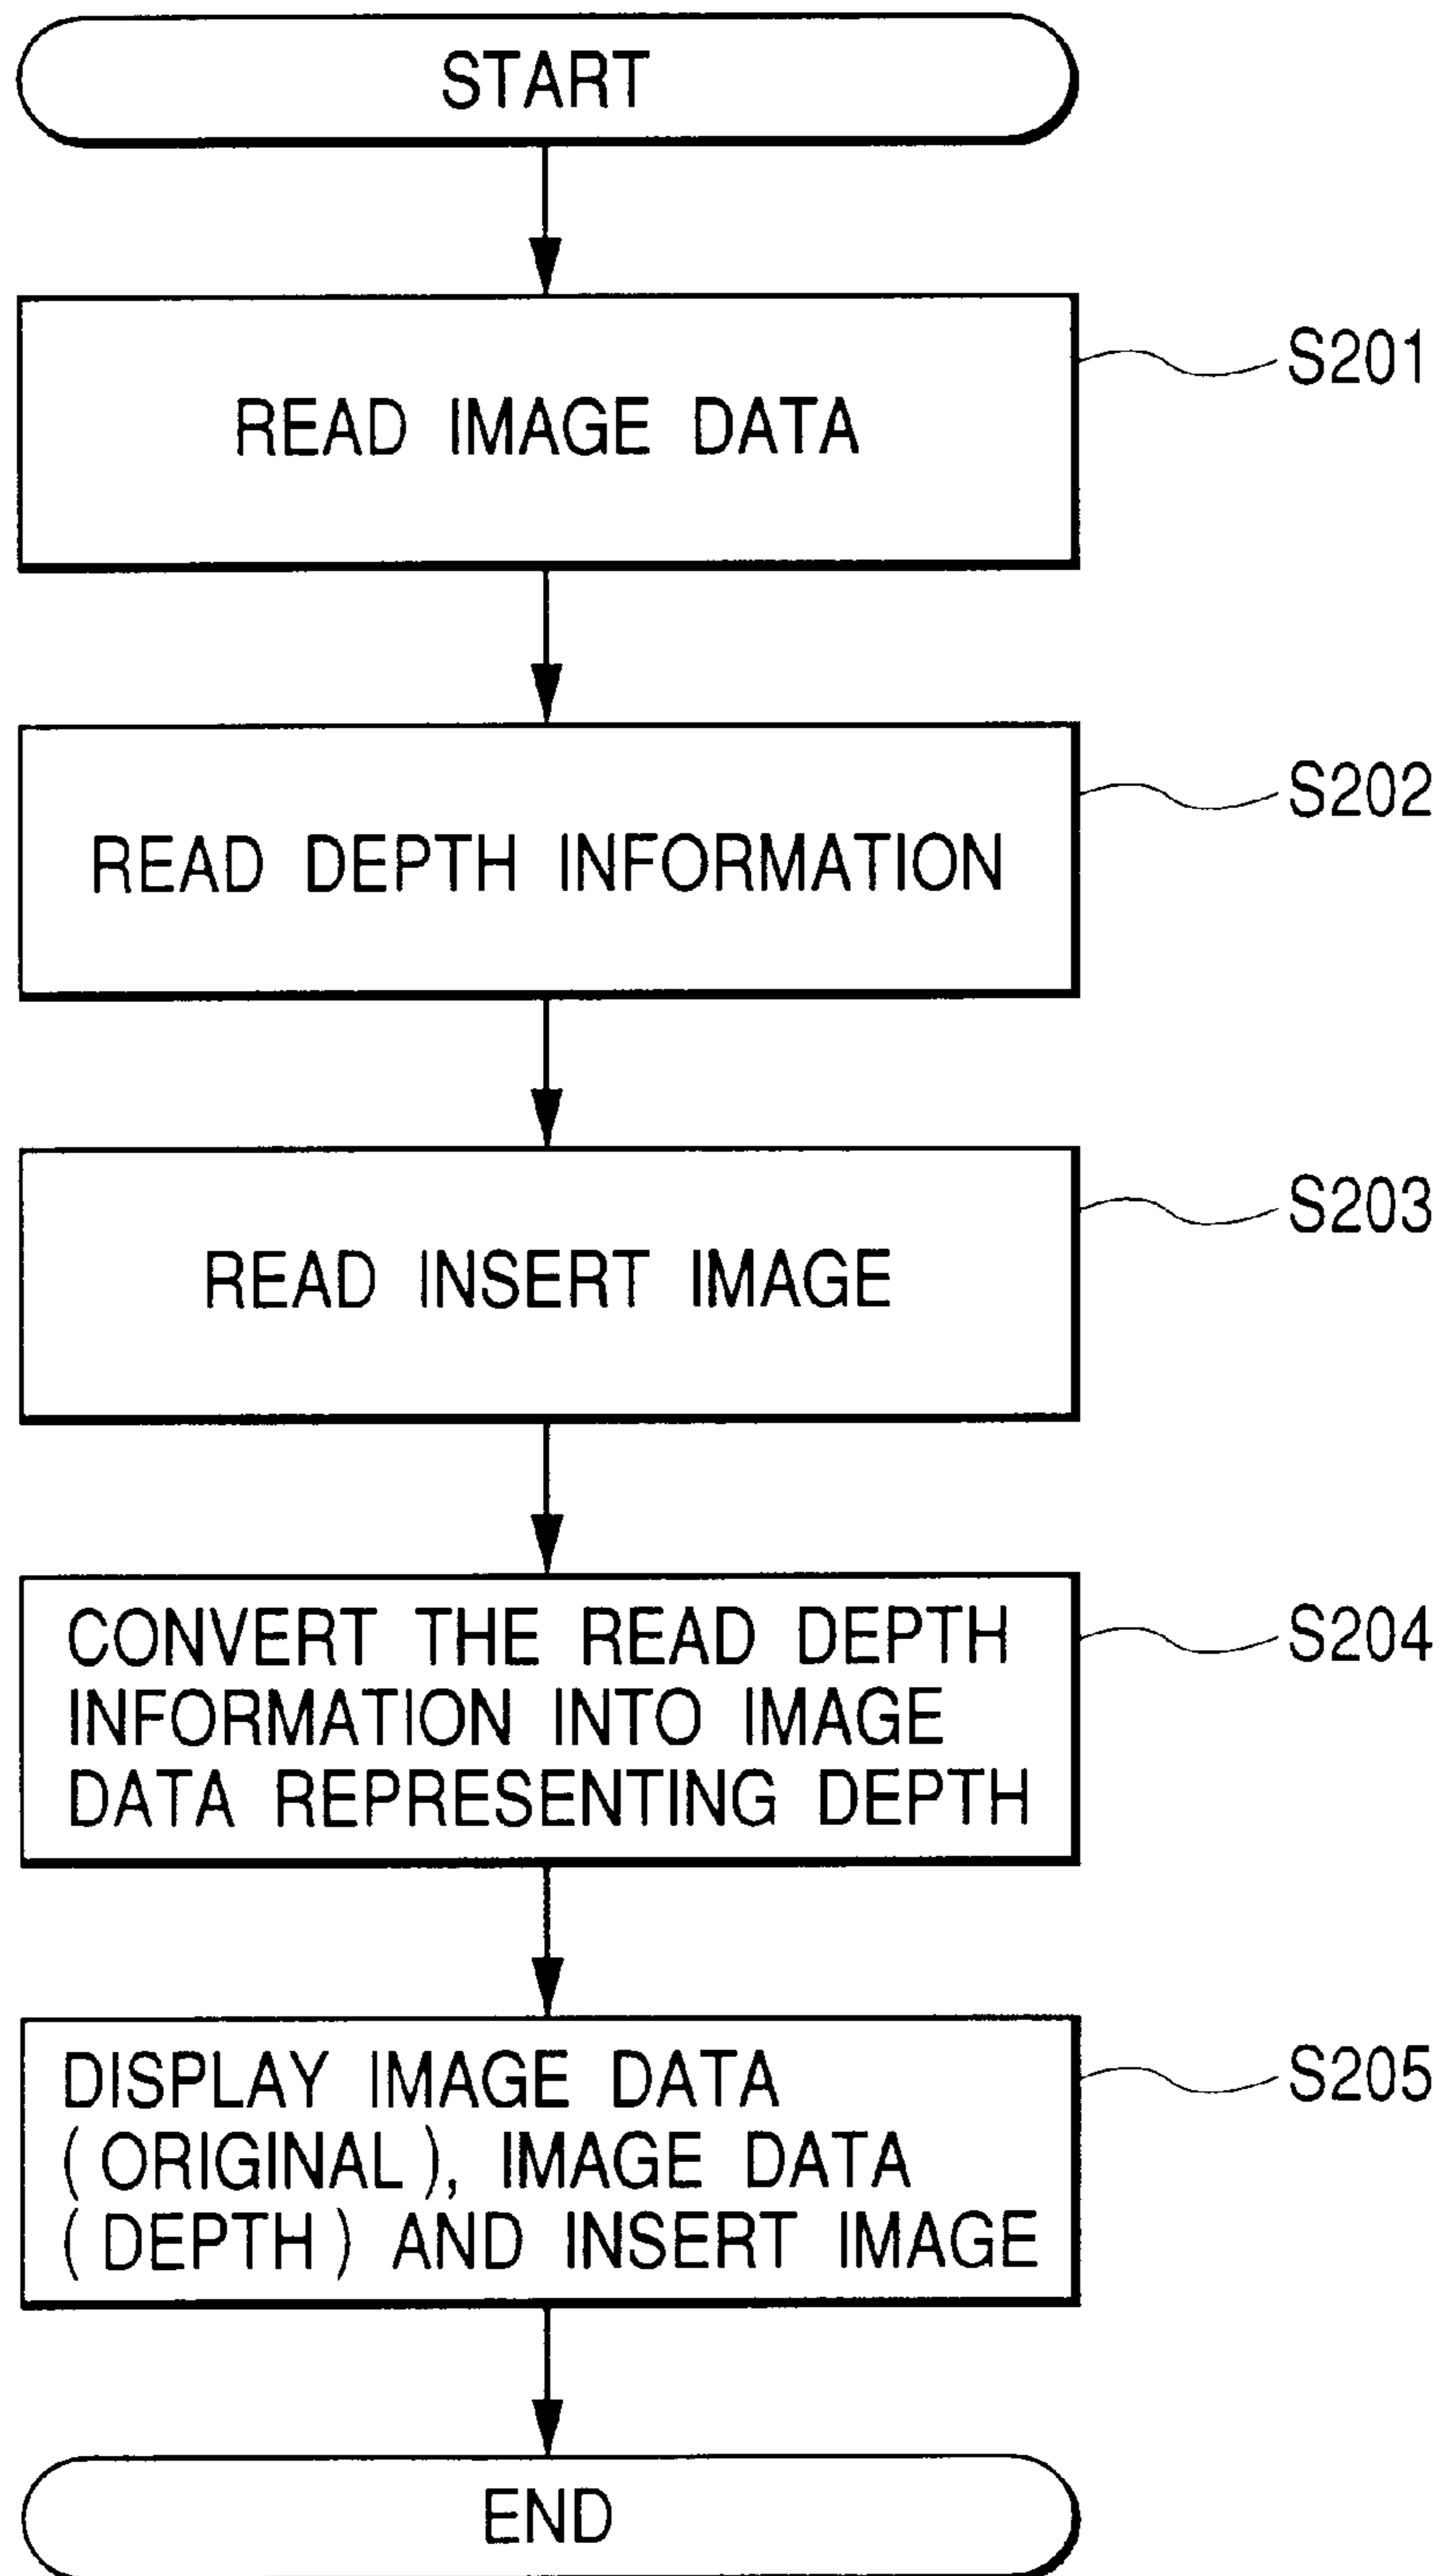 START
READ IMAGE DATA
S201
READ DEPTH INFORMATION
S202
READ INSERT IMAGE
S203
CONVERT THE READ DEPTH
INFORMATION INTO IMAGE
DATA REPRESENTING DEPTH
S204
DISPLAY IMAGE DATA
(ORIGINAL), IMAGE DATA
(DEPTH) AND INSERT IMAGE
S205
END